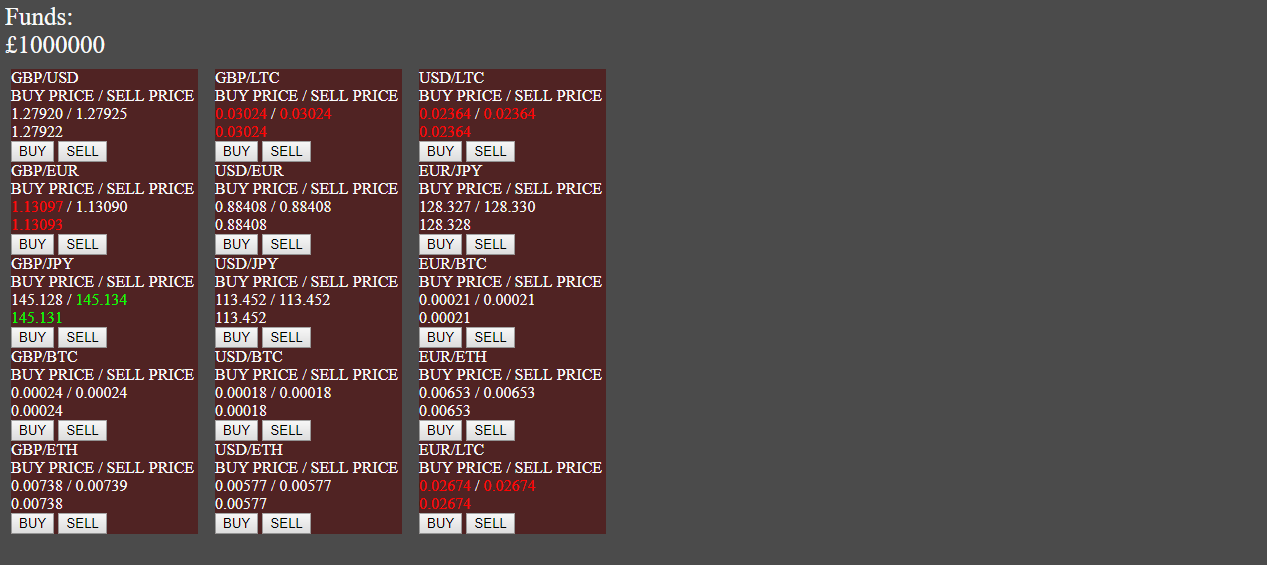 Funds:
£1000000
GBP/USD
BUY PRICE / SELL PRICE
1.27920 / 1.27925
1.27922
BUY SELL
GBP/EUR
BUY PRICE / SELL PRICE
1.13097 / 1.13090
1.13093
BUY SELL
GBP/JPY
BUY PRICE / SELL PRICE
145.128 / 145.134
145.131
BUY SELL
GBP/BTC
BUY PRICE / SELL PRICE
0.00024 / 0.00024
0.00024
BUY SELL
GBP/ETH
BUY PRICE / SELL PRICE
0.00738 / 0.00739
0.00738
BUY SELL
GBP/LTC
BUY PRICE / SELL PRICE
0.03024 / 0.03024
0.03024
BUY SELL
USD/EUR
BUY PRICE / SELL PRICE
0.88408 / 0.88408
0.88408
BUY SELL
USD/JPY
BUY PRICE / SELL PRICE
113.452 / 113.452
113.452
BUY SELL
USD/BTC
BUY PRICE / SELL PRICE
0.00018 / 0.00018
0.00018
BUY SELL
USD/ETH
BUY PRICE / SELL PRICE
0.00577 / 0.00577
0.00577
BUY SELL
USD/LTC
BUY PRICE / SELL PRICE
0.02364 / 0.02364
0.02364
BUY SELL
EUR/JPY
BUY PRICE / SELL PRICE
128.327 / 128.330
128.328
BUY SELL
EUR/BTC
BUY PRICE / SELL PRICE
0.00021 / 0.00021
0.00021
BUY SELL
EUR/ETH
BUY PRICE / SELL PRICE
0.00653 / 0.00653
0.00653
BUY SELL
EUR/LTC
BUY PRICE / SELL PRICE
0.02674 / 0.02674
0.02674
BUY SELL